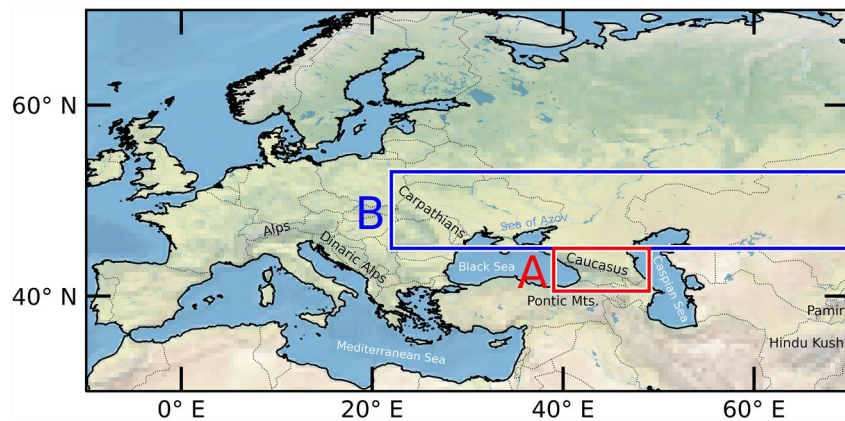 60° N
Carpathians
B
Sea of Azov
Alps
Dinaric Alps
Black Sea
A
Caucasus
Caspian Sea
40° N
Pontic Mts.
Pamir
Hindu Kush
Mediterranean Sea
0° E
20° E
40° E
60° E